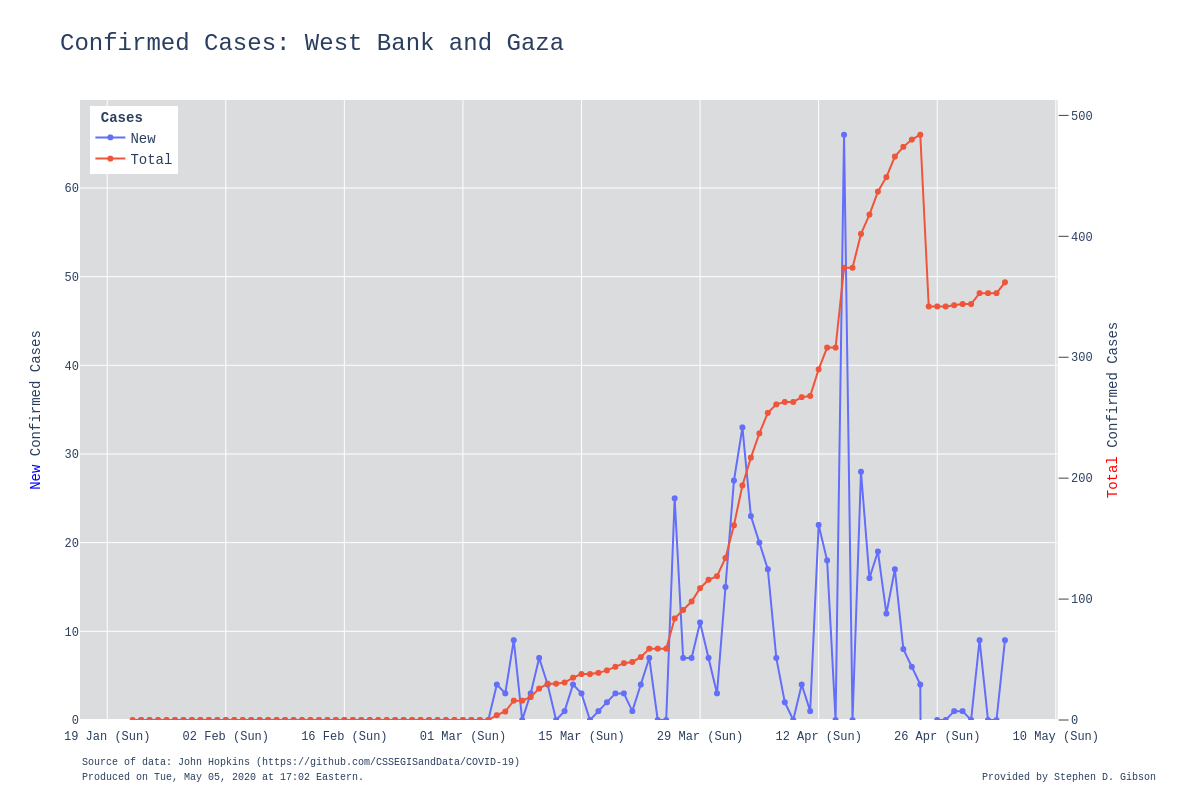 Confirmed Cases: West Bank and Gaza
Cases
New
Total
60
50
40
30
20
10
0
New Confirmed Cases
500
400
300
200
100
0
Total Confirmed Cases
19 Jan (Sun) 02 Feb (Sun) 16 Feb (Sun) 01 Mar (Sun) 15 Mar (Sun) 29 Mar (Sun) 12 Apr (Sun) 26 Apr (Sun) 10 May (Sun)
Source of data: John Hopkins (https://github.com/CSSEGISandData/COVID-19)
Produced on Tue, May 05, 2020 at 17:02 Eastern.
Provided by Stephen D. Gibson